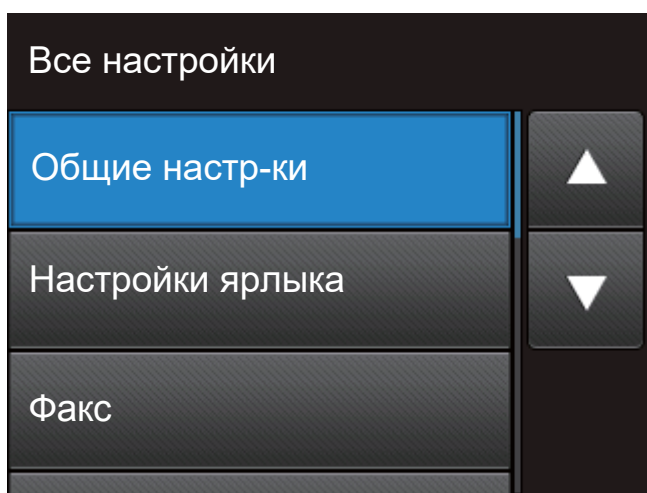 Все настройки
Общие настр-ки
Настройки ярлыка
Факс